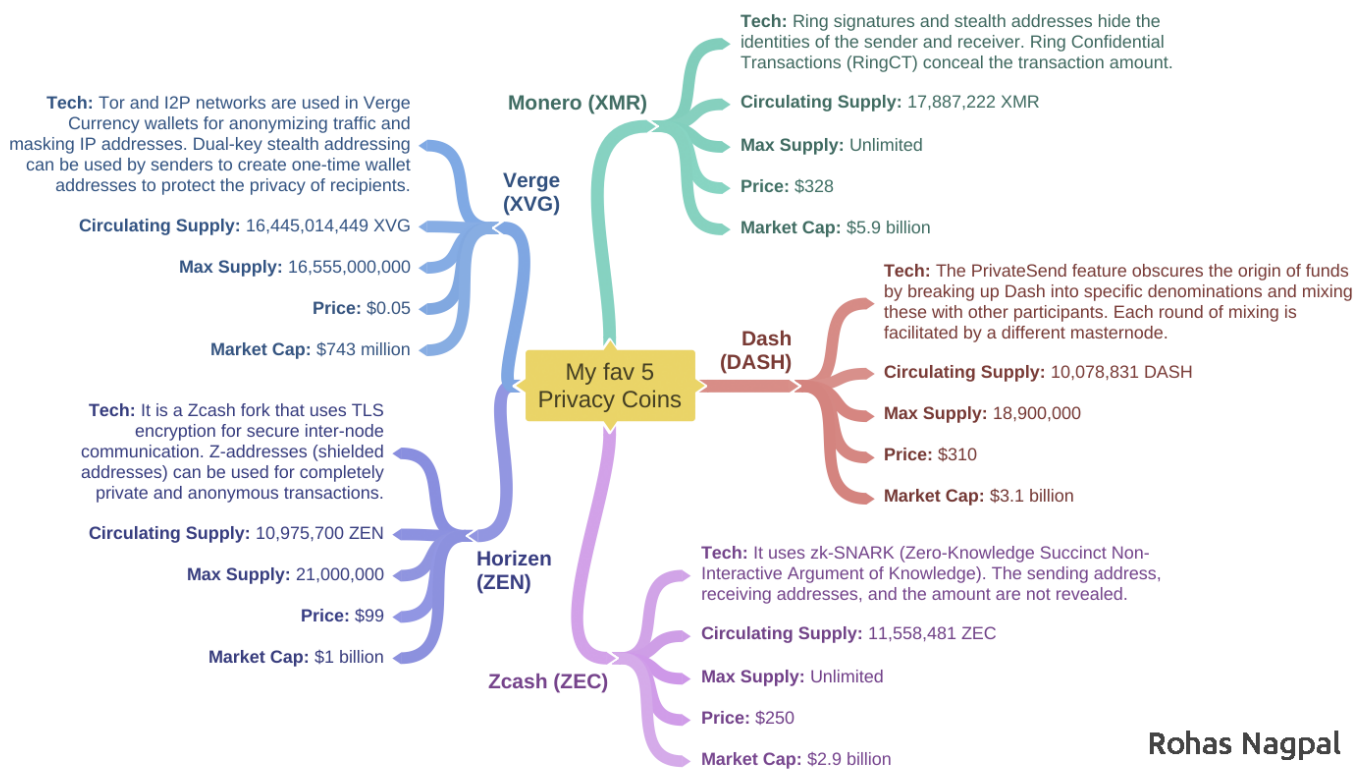 My fav 5
Privacy Coins
Monero (XMR)
Tech: Ring signatures and stealth addresses hide the
identities of the sender and receiver. Ring Confidential
Transactions (RingCT) conceal the transaction amount.
Circulating Supply: 17,887,222 XMR
Max Supply: Unlimited
Price: $328
Market Cap: $5.9 billion
Dash
(DASH)
Tech: The PrivateSend feature obscures the origin of funds
by breaking up Dash into specific denominations and mixing
these with other participants. Each round of mixing is
facilitated by a different masternode.
Circulating Supply: 10,078,831 DASH
Max Supply: 18,900,000
Price: $310
Market Cap: $3.1 billion
Zcash (ZEC)
Tech: It uses zk-SNARK (Zero-Knowledge Succinct Non-
Interactive Argument of Knowledge). The sending address,
receiving addresses, and the amount are not revealed.
Circulating Supply: 11,558,481 ZEC
Max Supply: Unlimited
Price: $250
Market Cap: $2.9 billion
Horizen
(ZEN)
Tech: It is a Zcash fork that uses TLS
encryption for secure inter-node
communication. Z-addresses (shielded
addresses) can be used for completely
private and anonymous transactions.
Circulating Supply: 10,975,700 ZEN
Max Supply: 21,000,000
Price: $99
Market Cap: $1 billion
Verge
(XVG)
Tech: Tor and I2P networks are used in Verge
Currency wallets for anonymizing traffic and
masking IP addresses. Dual-key stealth addressing
can be used by senders to create one-time wallet
addresses to protect the privacy of recipients.
Circulating Supply: 16,445,014,449 XVG
Max Supply: 16,555,000,000
Price: $0.05
Market Cap: $743 million
Rohas Nagpal